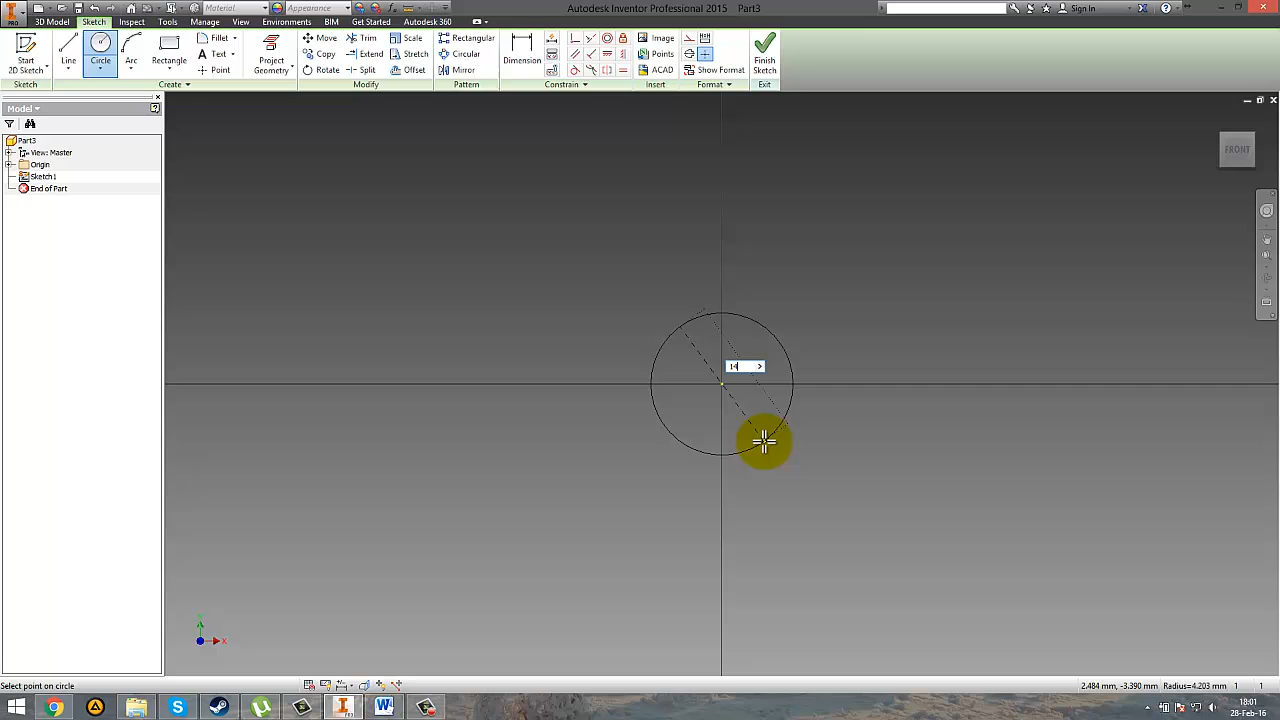 Autodesk Inventor Professional 2015 Part3
Sign In
PRO
3D Model Sketch Inspect Tools Manage View Environments BIM Get Started Autodesk 360
Material Appearance
Start 2D Sketch
Line
Circle
Arc
Rectangle
Fillet
Text
Point
Project Geometry
Move Trim Scale
Copy Extend Stretch
Rotate Split Offset
Rectangular
Circular
Mirror
Dimension
Image
Points
ACAD
Show Format
Finish Sketch
Sketch Create Modify Pattern Constrain Insert Format Exit
Model
Part3
View: Master
Origin
Sketch1
End of Part
FRONT
14
X
Select point on circle
2.484 mm, -3.390 mm Radius=4.203 mm 1 1
18:01
28-Feb-16